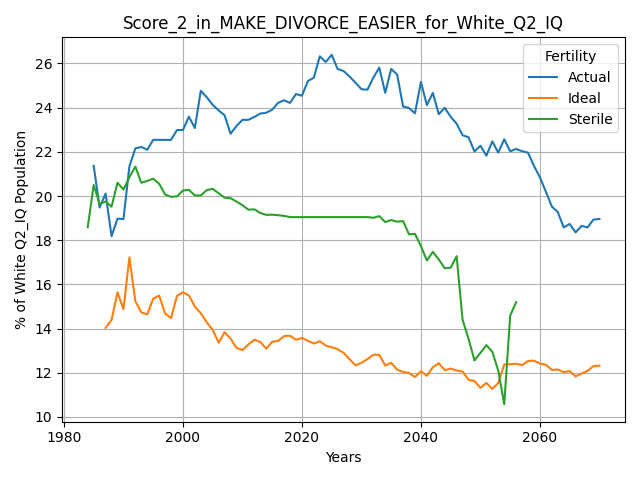 Score_2_in_MAKE_DIVORCE_EASIER_for_White_Q2_IQ
Fertility
Actual
Ideal
Sterile
% of White Q2_IQ Population
26
24
22
20
18
16
14
12
10
1980
2000
2020
2040
2060
Years